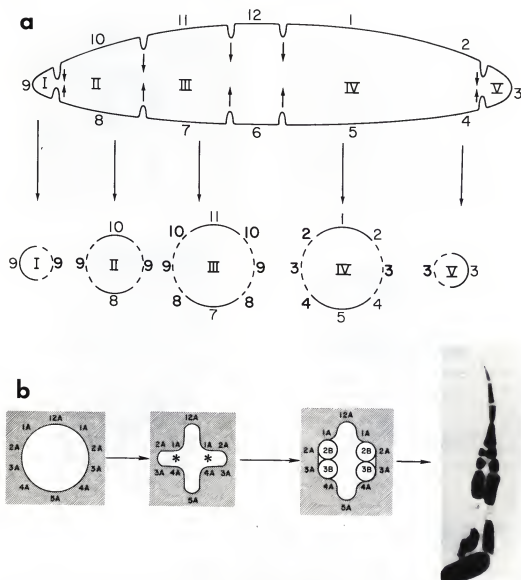 a
12
11 1
10 2
9 I II III IV V 3
8 4
7 6 5
11 1
10 10 10 2 2
9 I 9 9 II 9 9 III 9 3 IV 3 3 V 3
8 8 8 4 4
7 5
b
12A 12A 12A
1A 1A 1A 1A
2A 2A 2A 1A 1A 2A 2A 2B 2B 2A
* *
3A 3A 3A 4A 4A 3A 3A 3B 3B 3A
4A 4A 4A 4A
5A 5A 5A